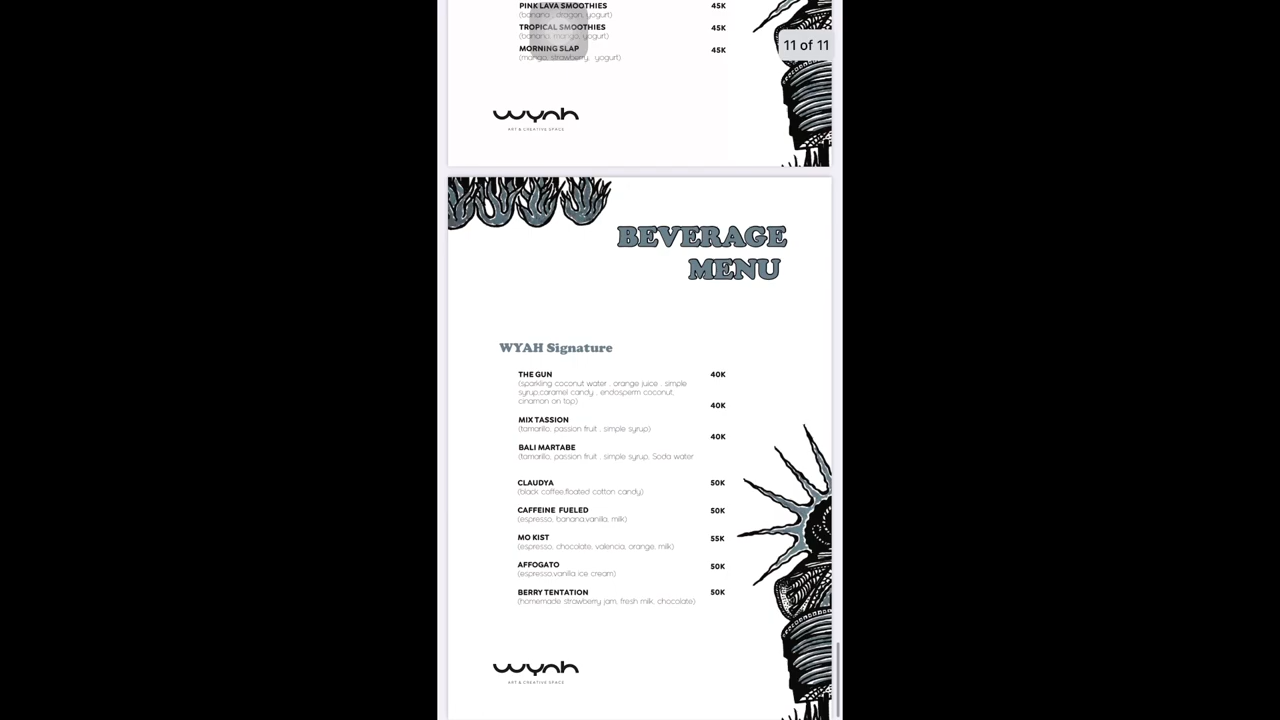 PINK LAVA SMOOTHIES 45K
(banana , dragon, yogurt)
TROPICAL SMOOTHIES 45K
(banana, mango, yogurt)
MORNING SLAP 45K
(mango, strawberry, yogurt)
11 of 11
wyah
ART & CREATIVE SPACE
BEVERAGE
MENU
WYAH Signature
THE GUN 40K
(sparkling coconut water , orange juice , simple
syrup,caramel candy , endosperm coconut,
cinamon on top)
40K
MIX TASSION
(tamarillo, passion fruit , simple syrup)
40K
BALI MARTABE
(tamarillo, passion fruit , simple syrup, Soda water
CLAUDYA 50K
(black coffee,floated cotton candy)
CAFFEINE FUELED 50K
(espresso, banana,vanilla, milk)
MO KIST 55K
(espresso, chocolate, valencia, orange, milk)
AFFOGATO 50K
(espresso,vanilla ice cream)
BERRY TENTATION 50K
(homemade strawberry jam, fresh milk, chocolate)
wyah
ART & CREATIVE SPACE